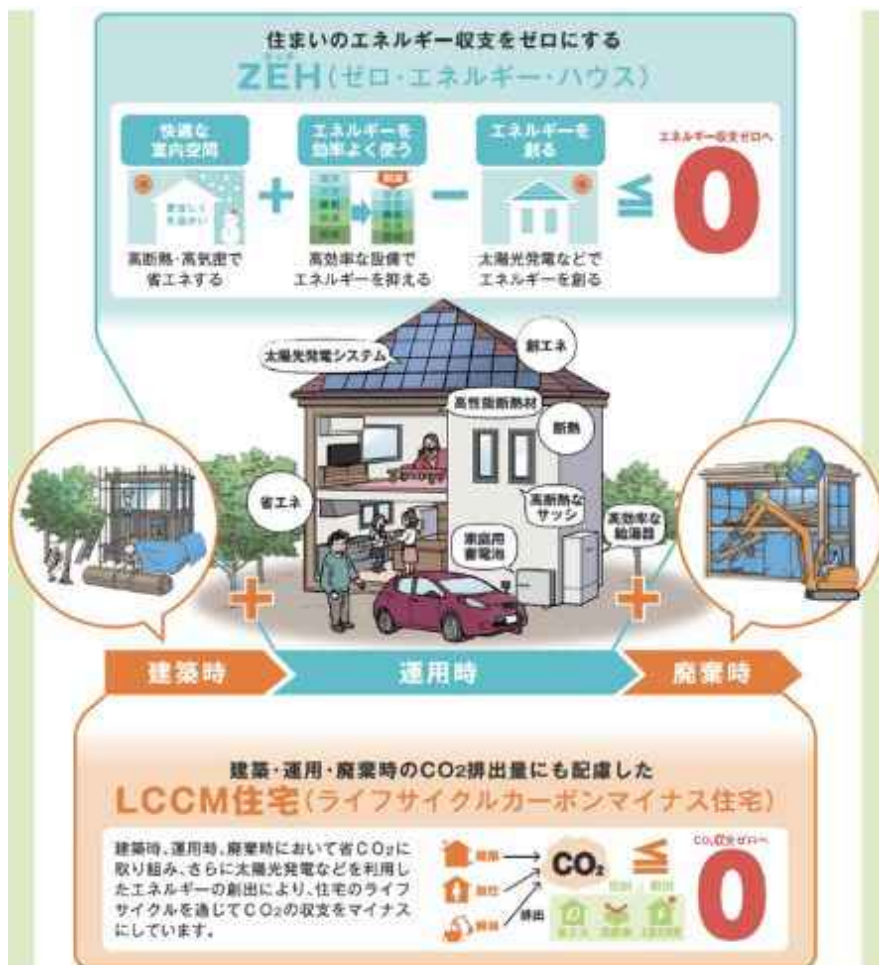 住まいのエネルギー収支をゼロにする
ZEH(ゼロ・エネルギー・ハウス)
快適な
室内空間
エネルギーを
効率よく使う
エネルギーを
創る
エネルギー収支ゼロへ
+
−
≦
0
高断熱・高気密で
省エネする
高効率な設備で
エネルギーを抑える
太陽光発電などで
エネルギーを創る
太陽光発電システム
創エネ
高性能断熱材
断熱
省エネ
高断熱な
サッシ
高効率な
給湯器
家庭用
蓄電池
+
+
建築時
運用時
廃棄時
建築・運用・廃棄時のCO2排出量にも配慮した
LCCM住宅(ライフサイクルカーボンマイナス住宅)
建築時、運用時、廃棄時において省CO2に
取り組み、さらに太陽光発電などを利用し
たエネルギーの創出により、住宅のライフ
サイクルを通じてCO2の収支をマイナス
にしています。
CO2
排出
≦
CO2収支ゼロへ
0